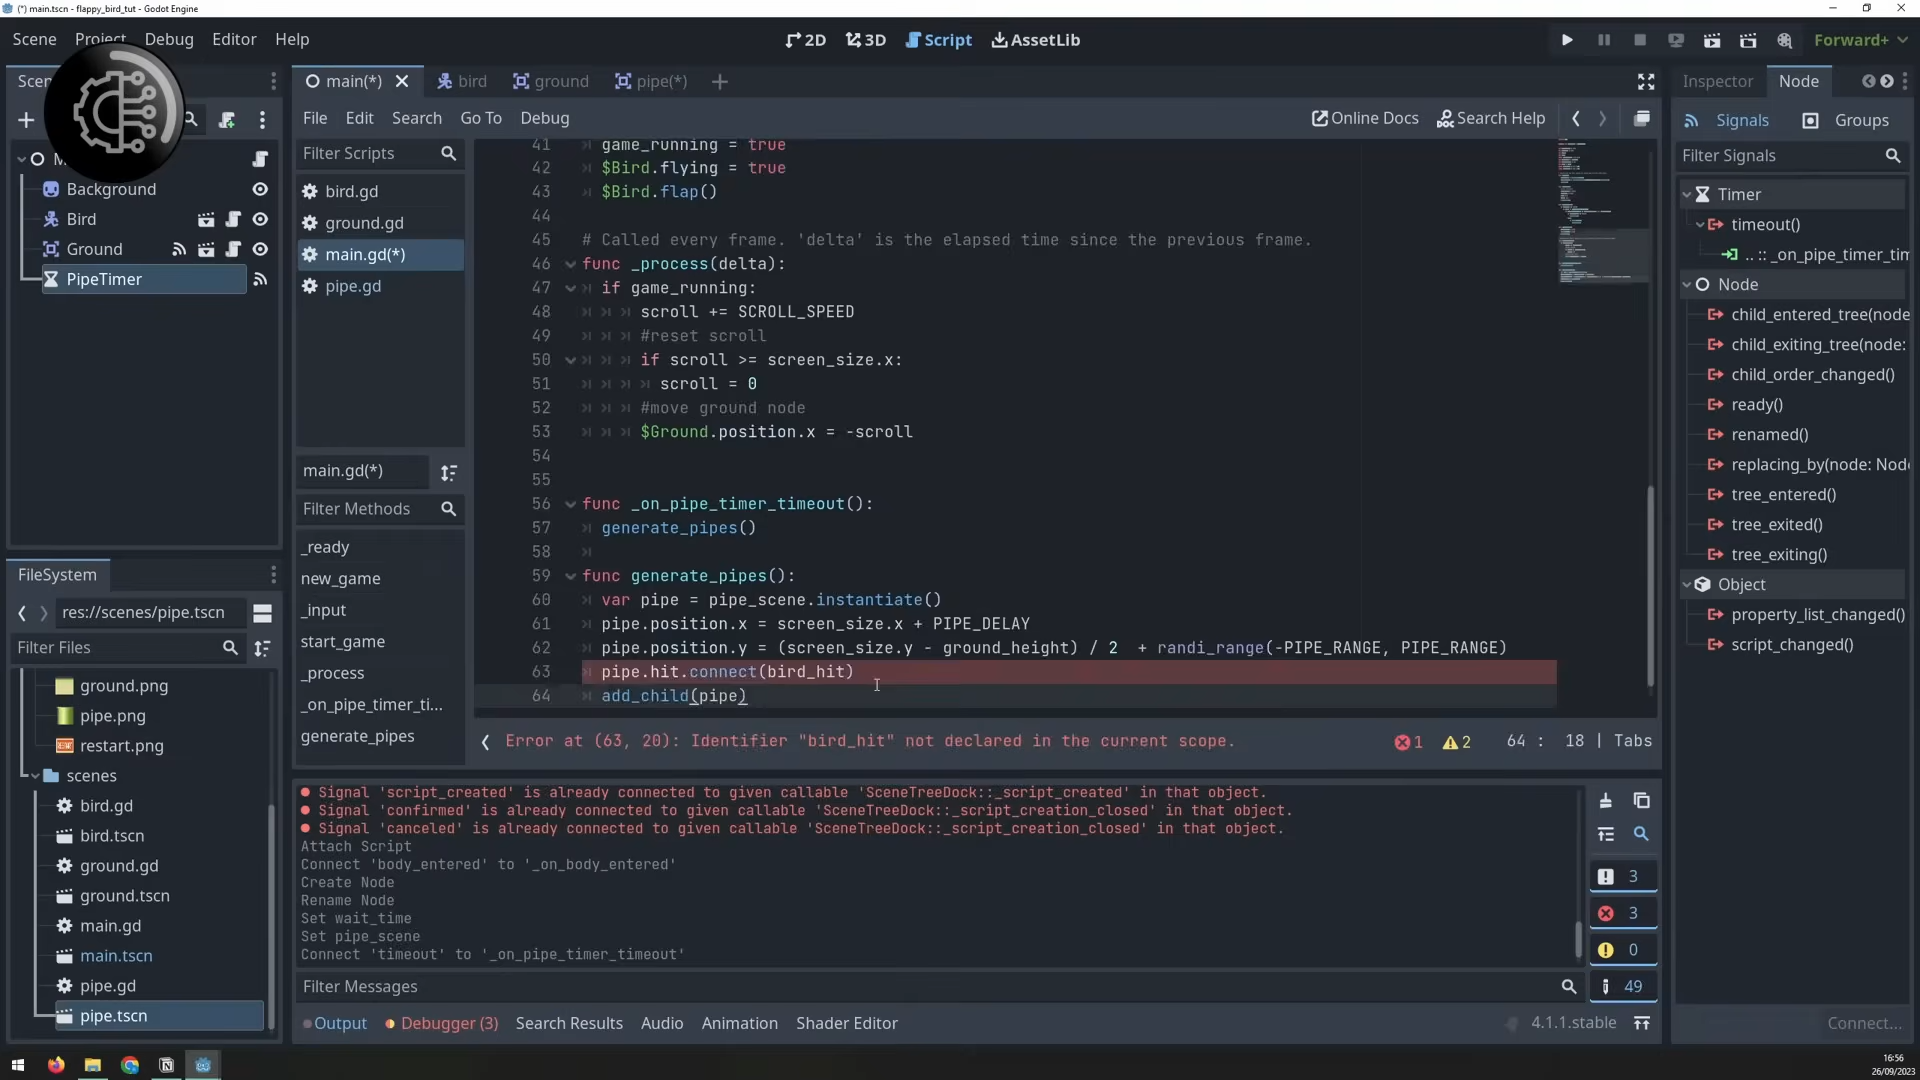 (*) main.tscn - flappy_bird_tut - Godot Engine
Scene Project Debug Editor Help
2D 3D Script AssetLib
Forward+
main(*) bird ground pipe(*)
Inspector Node
File Edit Search Go To Debug
Online Docs Search Help
Signals Groups
Background
Bird
Ground
PipeTimer
Filter Scripts
bird.gd
ground.gd
main.gd(*)
pipe.gd
main.gd(*)
Filter Methods
_ready
new_game
_input
start_game
_process
_on_pipe_timer_ti...
generate_pipes
41 game_running = true
42 $Bird.flying = true
43 $Bird.flap()
44
45 # Called every frame. 'delta' is the elapsed time since the previous frame.
46 func _process(delta):
47 if game_running:
48 scroll += SCROLL_SPEED
49 #reset scroll
50 if scroll >= screen_size.x:
51 scroll = 0
52 #move ground node
53 $Ground.position.x = -scroll
54
55
56 func _on_pipe_timer_timeout():
57 generate_pipes()
58
59 func generate_pipes():
60 var pipe = pipe_scene.instantiate()
61 pipe.position.x = screen_size.x + PIPE_DELAY
62 pipe.position.y = (screen_size.y - ground_height) / 2  + randi_range(-PIPE_RANGE, PIPE_RANGE)
63 pipe.hit.connect(bird_hit)
64 add_child(pipe)
Error at (63, 20): Identifier "bird_hit" not declared in the current scope.
1 2 64 : 18 | Tabs
Filter Signals
Timer
timeout()
.. :: _on_pipe_timer_tim
Node
child_entered_tree(node
child_exiting_tree(node:
child_order_changed()
ready()
renamed()
replacing_by(node: Node
tree_entered()
tree_exited()
tree_exiting()
Object
property_list_changed()
script_changed()
Connect...
FileSystem
res://scenes/pipe.tscn
Filter Files
ground.png
pipe.png
restart.png
scenes
bird.gd
bird.tscn
ground.gd
ground.tscn
main.gd
main.tscn
pipe.gd
pipe.tscn
Signal 'script_created' is already connected to given callable 'SceneTreeDock::_script_created' in that object.
Signal 'confirmed' is already connected to given callable 'SceneTreeDock::_script_creation_closed' in that object.
Signal 'canceled' is already connected to given callable 'SceneTreeDock::_script_creation_closed' in that object.
Attach Script
Connect 'body_entered' to '_on_body_entered'
Create Node
Rename Node
Set wait_time
Set pipe_scene
Connect 'timeout' to '_on_pipe_timer_timeout'
3
3
0
49
Filter Messages
Output Debugger (3) Search Results Audio Animation Shader Editor
4.1.1.stable
16:56
26/09/2023